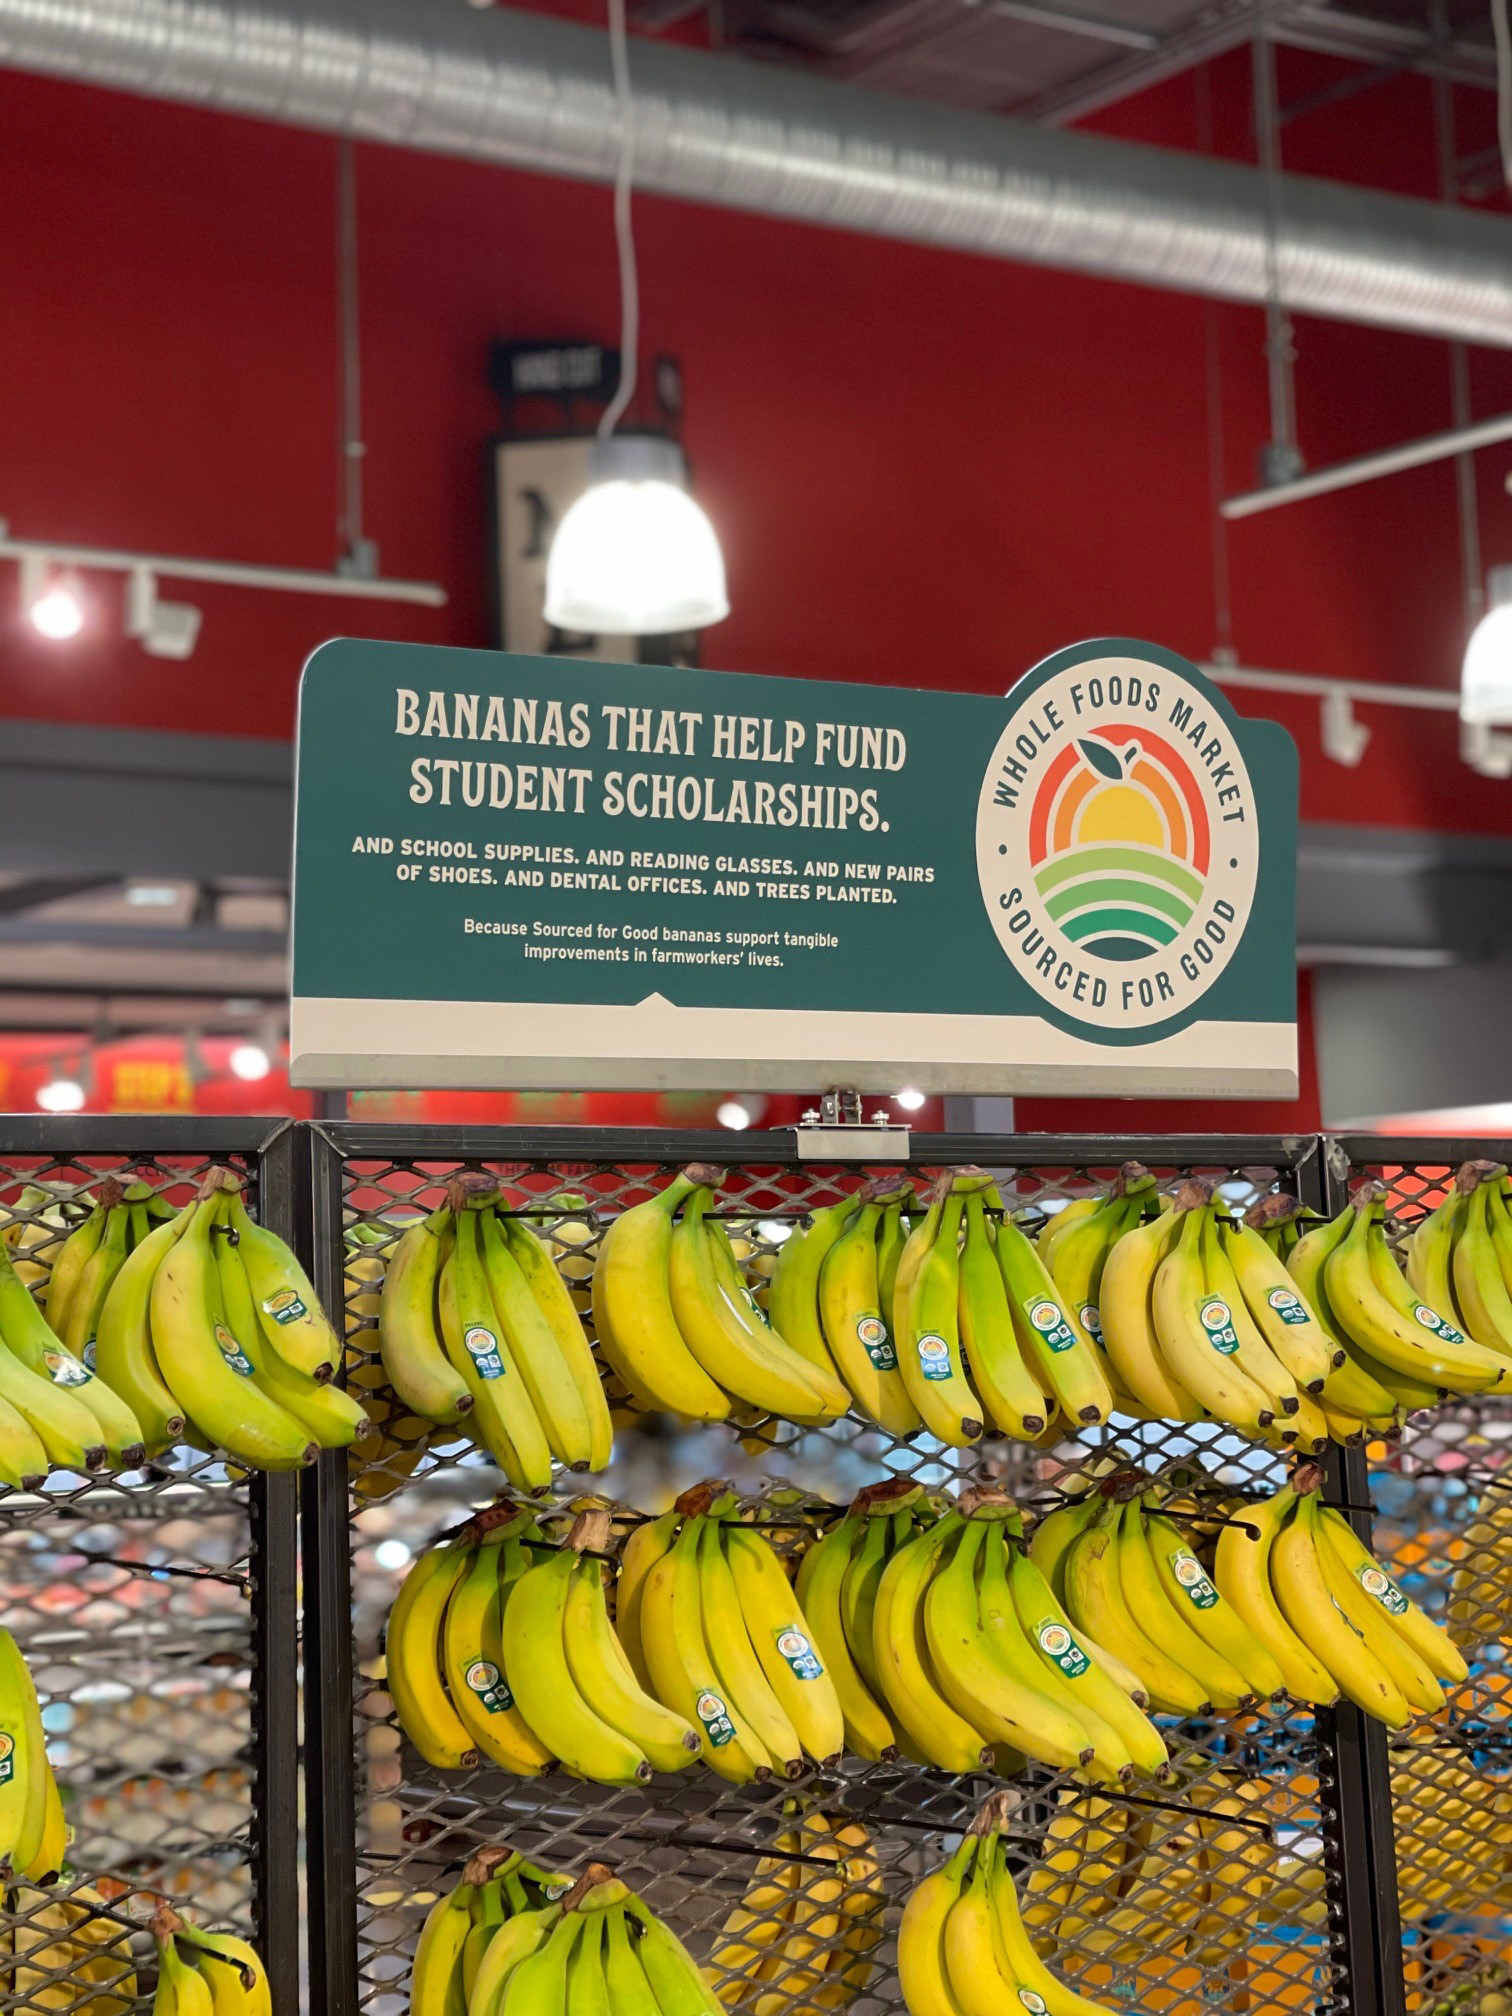 BANANAS THAT HELP FUND
STUDENT SCHOLARSHIPS.
AND SCHOOL SUPPLIES. AND READING GLASSES. AND NEW PAIRS
OF SHOES. AND DENTAL OFFICES. AND TREES PLANTED.
Because Sourced for Good bananas support tangible
improvements in farmworkers' lives.
WHOLE FOODS MARKET
• SOURCED FOR GOOD •
ORGANIC